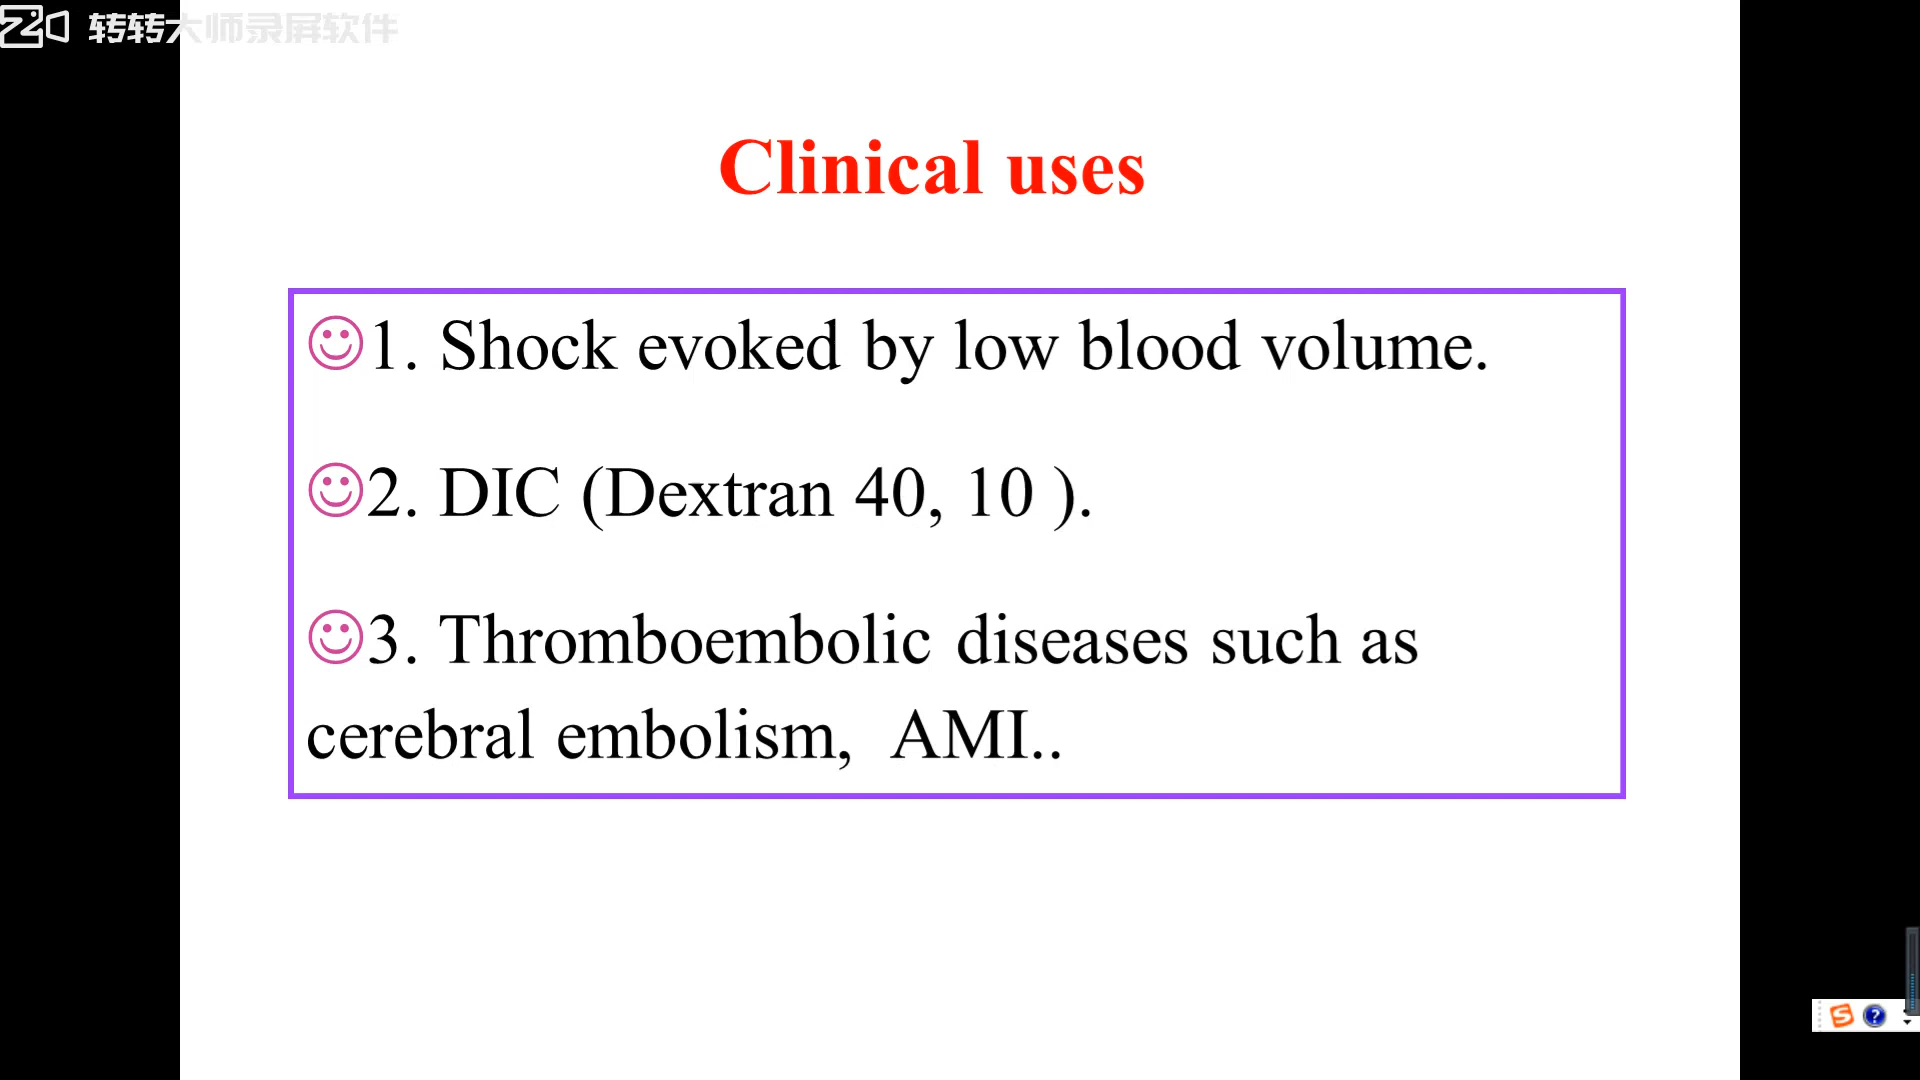 转转大师录屏软件
Clinical uses
1. Shock evoked by low blood volume.
2. DIC (Dextran 40, 10 ).
3. Thromboembolic diseases such as
cerebral embolism,  AMI..